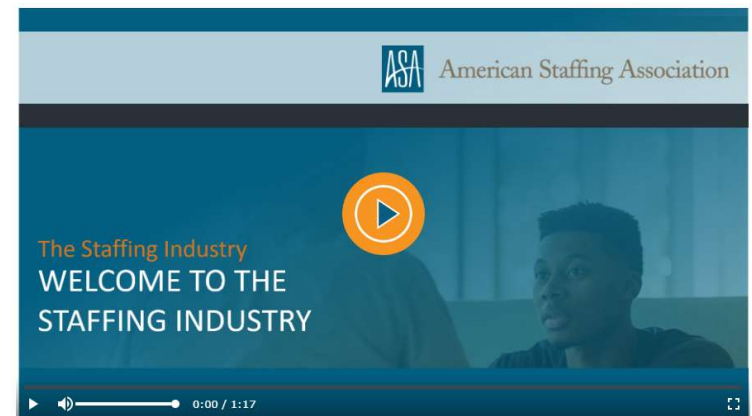 ASA American Staffing Association
The Staffing Industry
WELCOME TO THE
STAFFING INDUSTRY
0:00 / 1:17